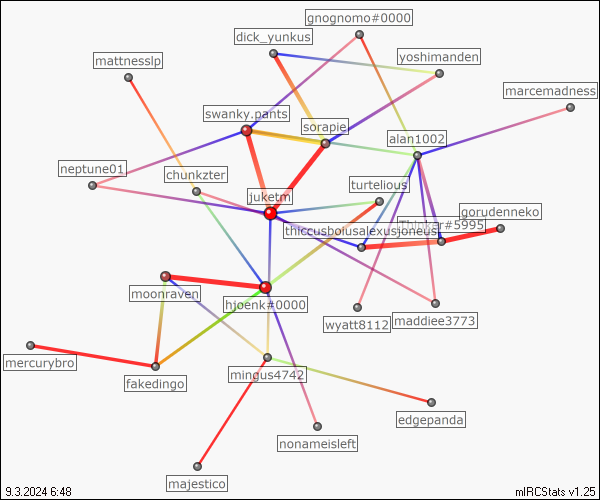 gnognomo#0000
dick_yunkus
yoshimanden
mattnesslp
marcemadness
swanky.pants
sorapie
alan1002
neptune01
chunkzter
turtelious
juketm
gorudenneko
thiccusboiusalexusjoneus
Thinker#5995
moonraven
hjoenk#0000
wyatt8112
maddiee3773
mercurybro
fakedingo
mingus4742
edgepanda
nonameisleft
majestico
9.3.2024 6:48
mIRCStats v1.25